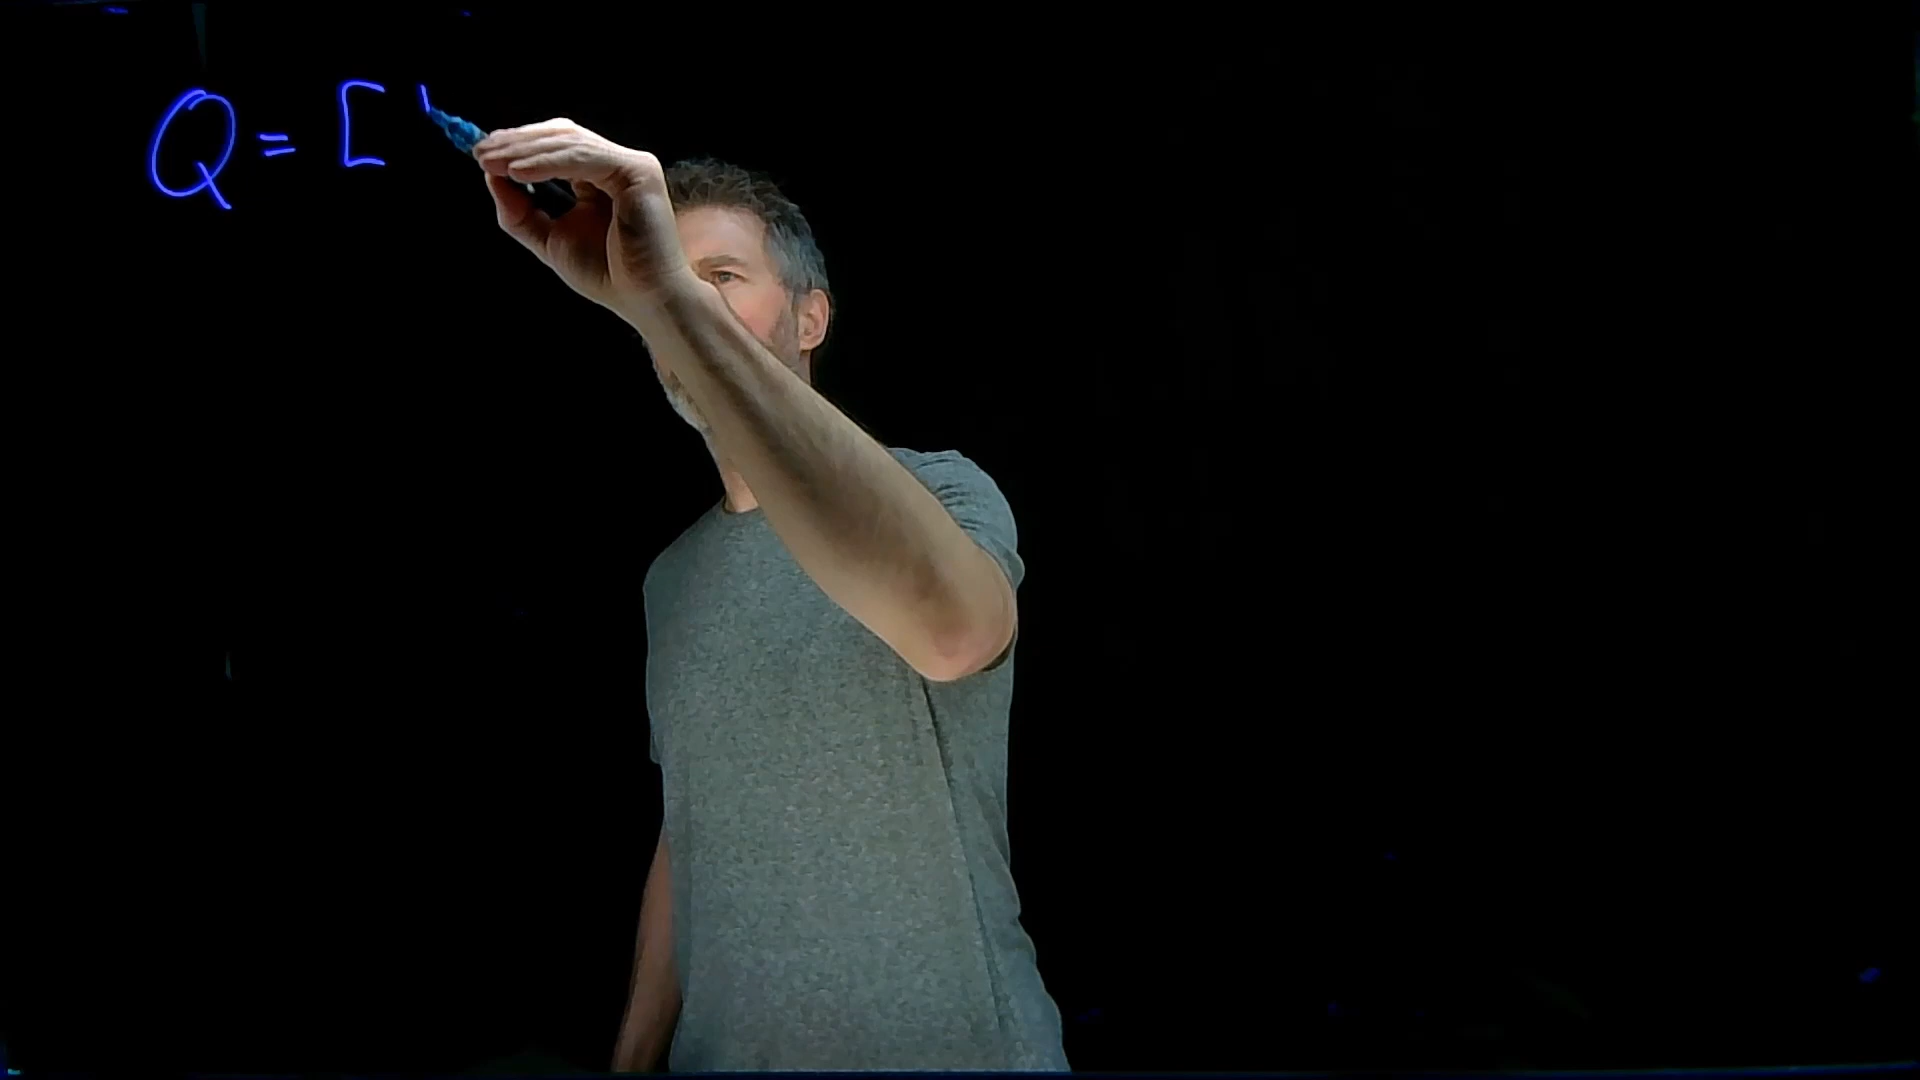 Q = [